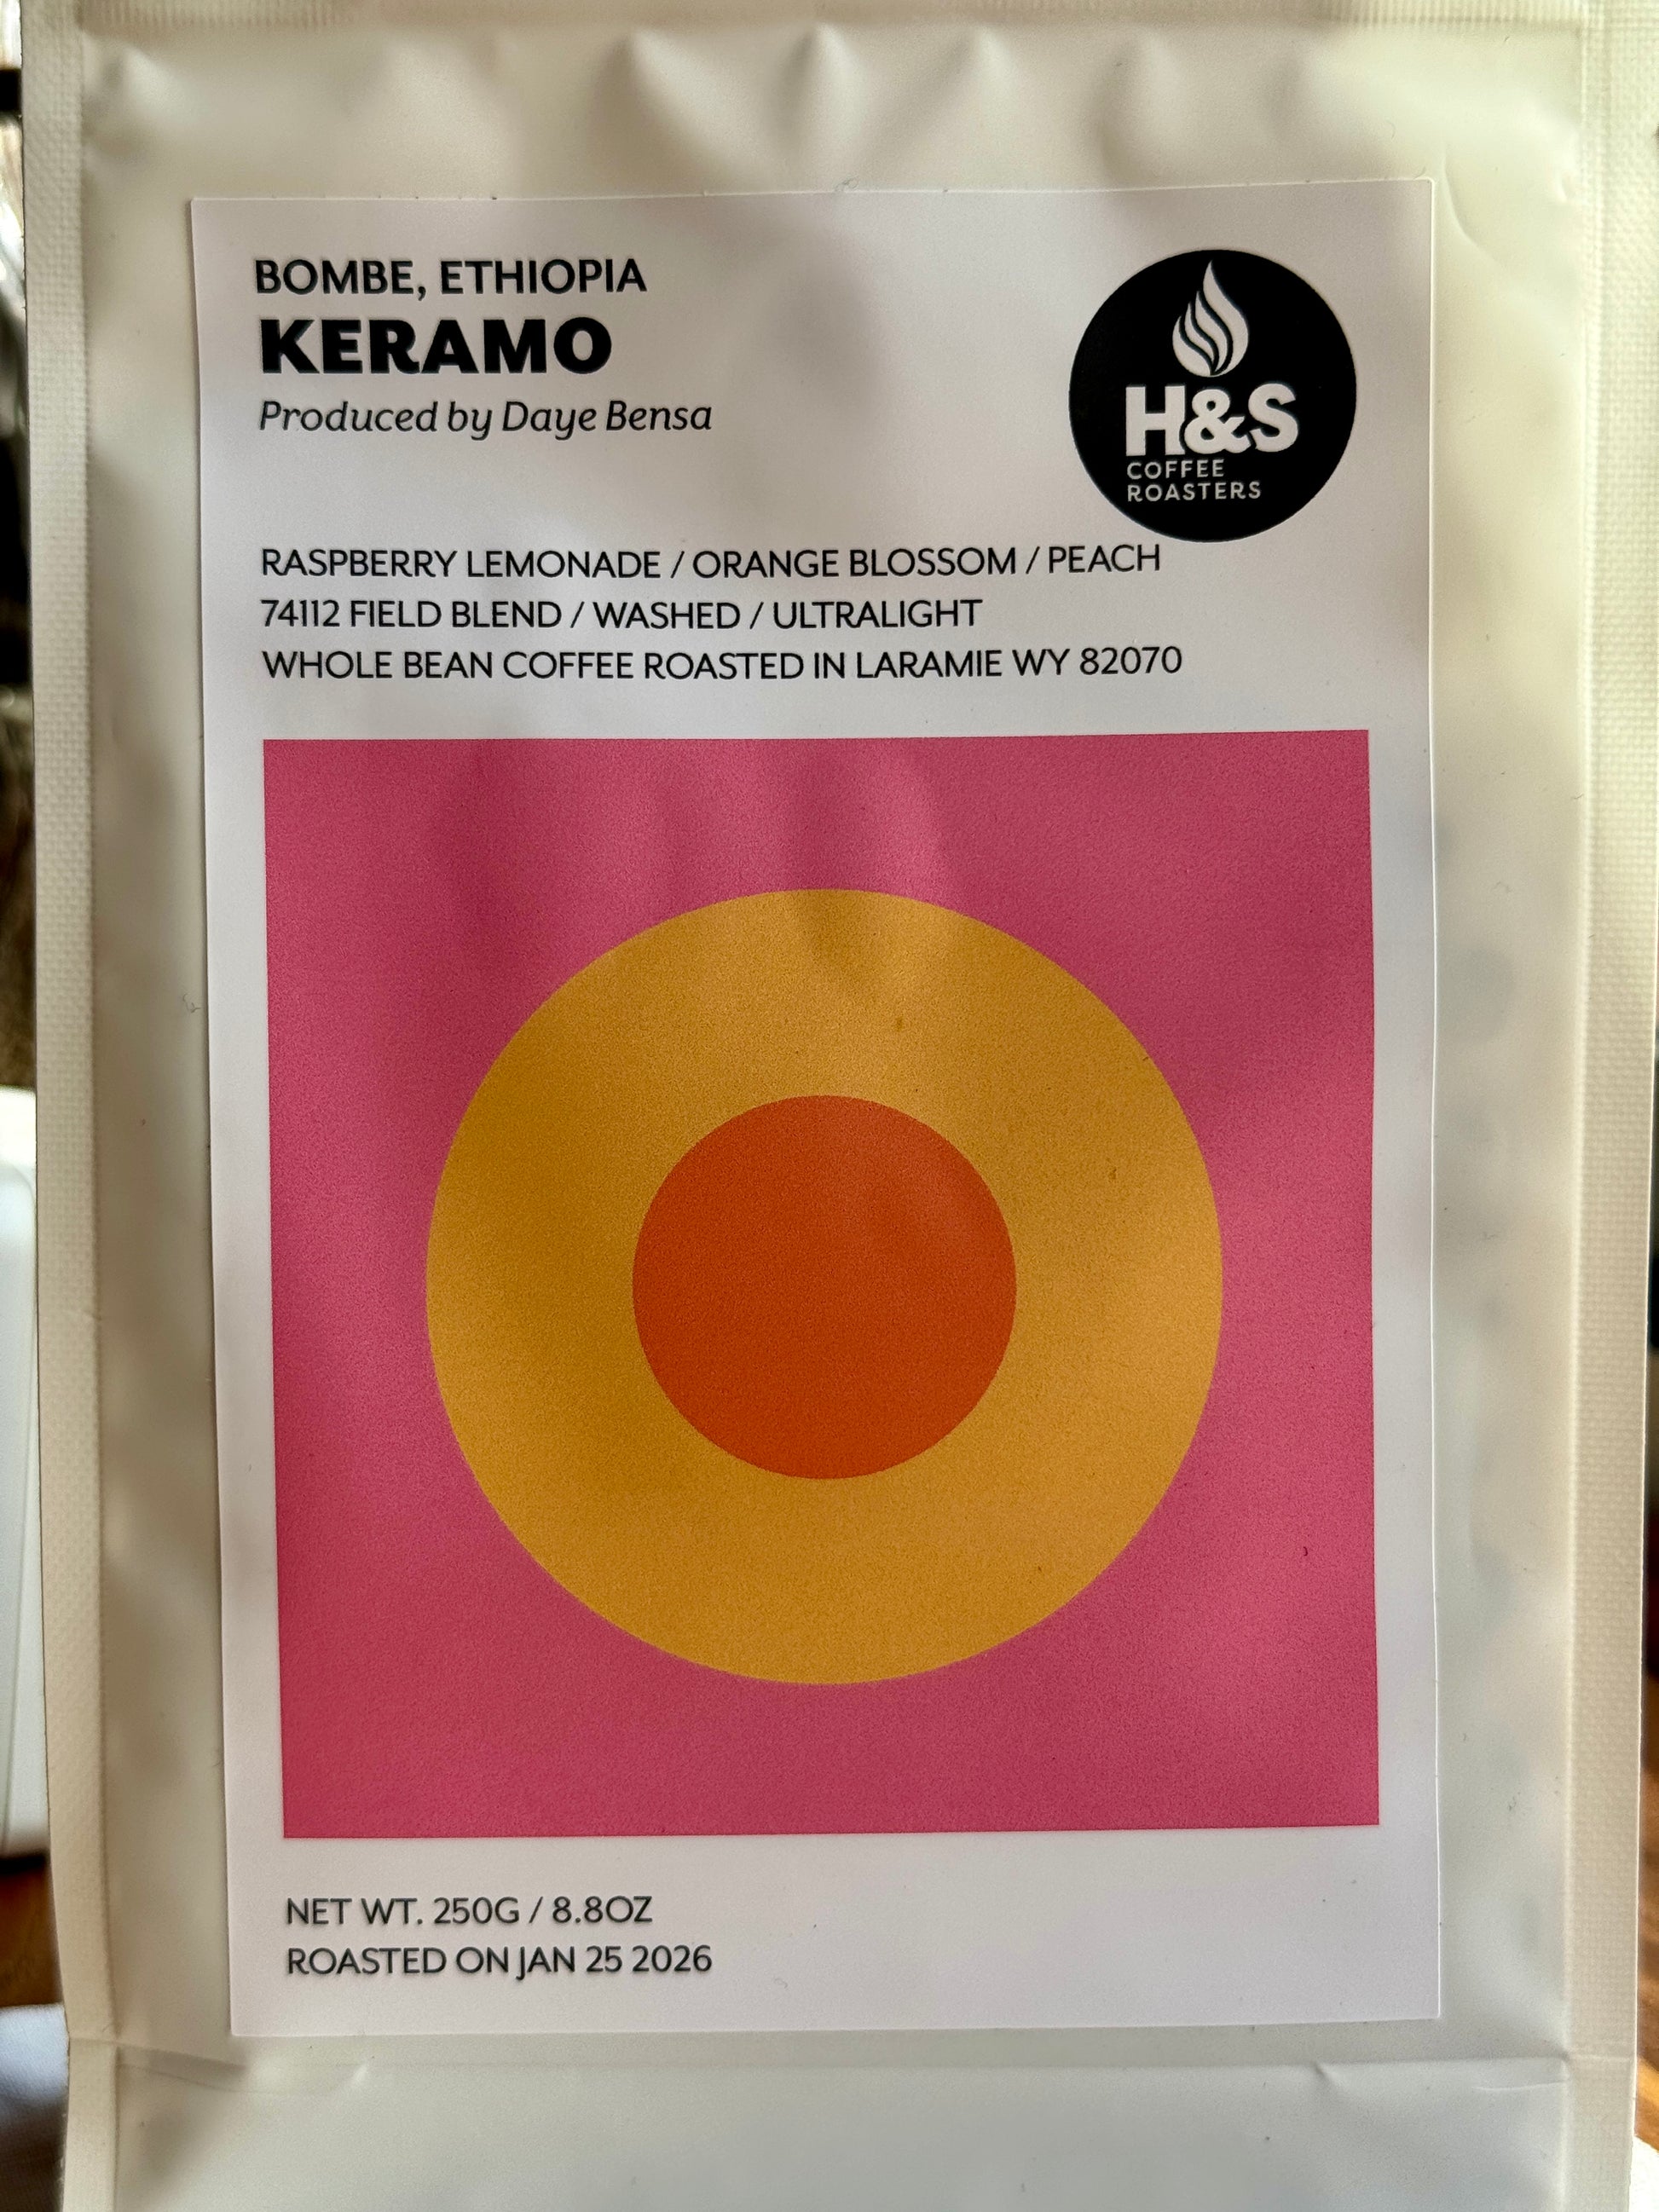 BOMBE, ETHIOPIA
KERAMO
Produced by Daye Bensa
H&S
COFFEE
ROASTERS
RASPBERRY LEMONADE / ORANGE BLOSSOM / PEACH
74112 FIELD BLEND / WASHED / ULTRALIGHT
WHOLE BEAN COFFEE ROASTED IN LARAMIE WY 82070
NET WT. 250G / 8.8OZ
ROASTED ON JAN 25 2026